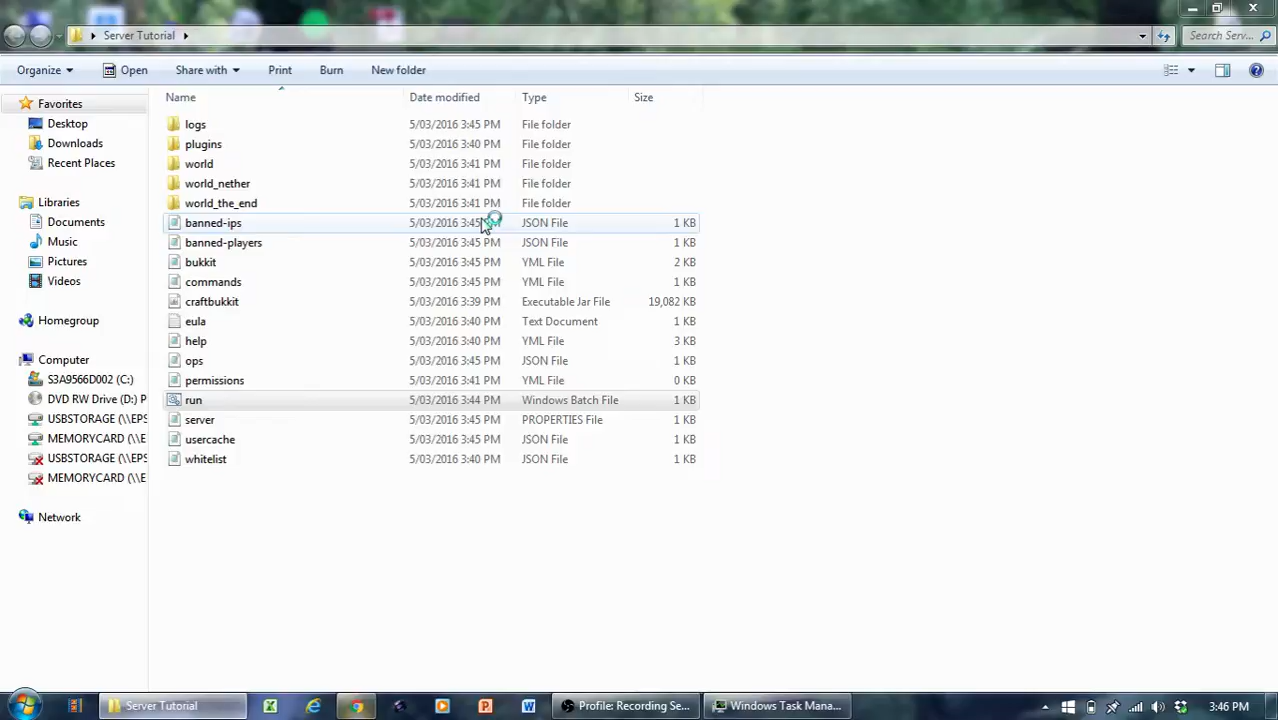 Server Tutorial
Search Serv...
Organize Open Share with Print Burn New folder
Name Date modified Type Size
Favorites
Desktop
Downloads
Recent Places
Libraries
Documents
Music
Pictures
Videos
Homegroup
Computer
S3A9566D002 (C:)
DVD RW Drive (D:) P
USBSTORAGE (\\EPS
MEMORYCARD (\\E
USBSTORAGE (\\EPS
MEMORYCARD (\\E
Network
logs 5/03/2016 3:45 PM File folder
plugins 5/03/2016 3:40 PM File folder
world 5/03/2016 3:41 PM File folder
world_nether 5/03/2016 3:41 PM File folder
world_the_end 5/03/2016 3:41 PM File folder
banned-ips 5/03/2016 3:45 JSON File 1 KB
banned-players 5/03/2016 3:45 PM JSON File 1 KB
bukkit 5/03/2016 3:45 PM YML File 2 KB
commands 5/03/2016 3:45 PM YML File 1 KB
craftbukkit 5/03/2016 3:39 PM Executable Jar File 19,082 KB
eula 5/03/2016 3:40 PM Text Document 1 KB
help 5/03/2016 3:40 PM YML File 3 KB
ops 5/03/2016 3:45 PM JSON File 1 KB
permissions 5/03/2016 3:41 PM YML File 0 KB
run 5/03/2016 3:44 PM Windows Batch File 1 KB
server 5/03/2016 3:45 PM PROPERTIES File 1 KB
usercache 5/03/2016 3:45 PM JSON File 1 KB
whitelist 5/03/2016 3:40 PM JSON File 1 KB
Server Tutorial Profile: Recording Se... Windows Task Mana... 3:46 PM